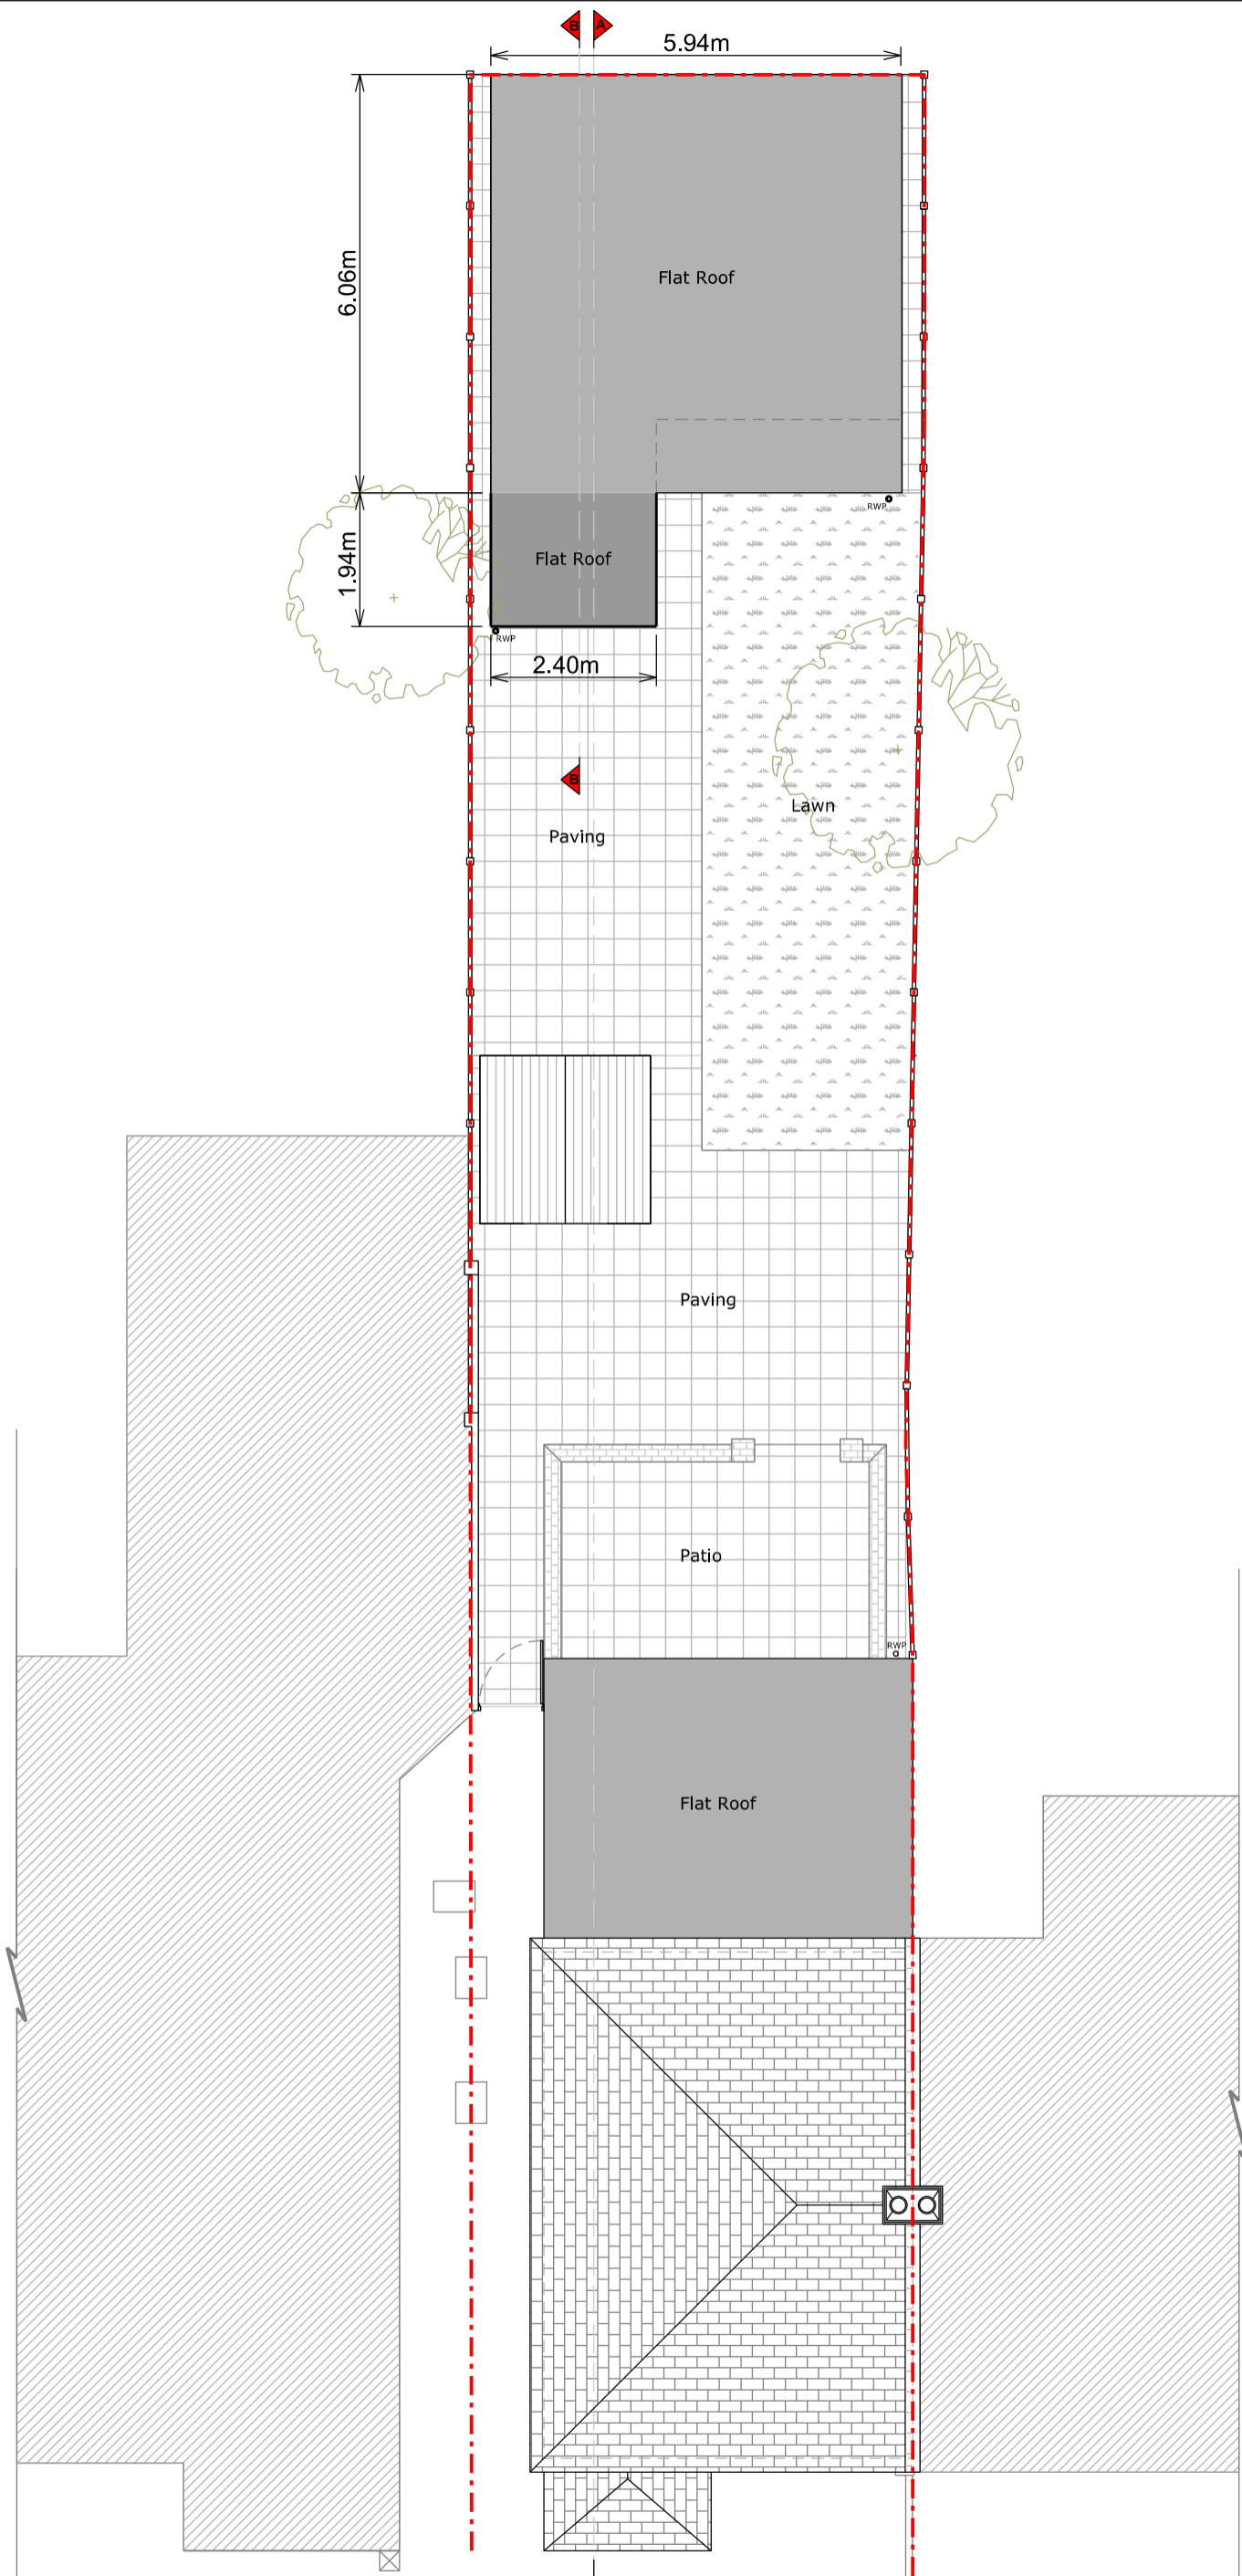 B A
5.94m
6.06m
Flat Roof
RWP
1.94m
Flat Roof
RWP
2.40m
B
Lawn
Paving
Paving
Patio
RWP
Flat Roof